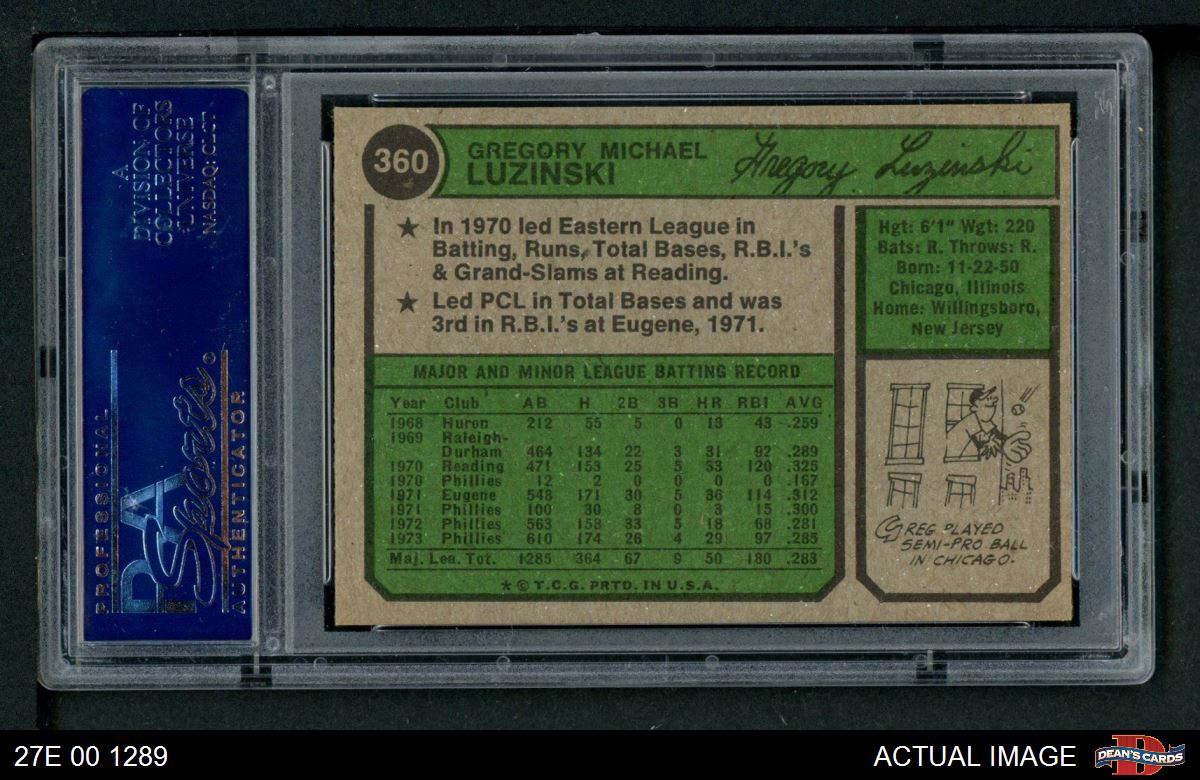 A
DIVISION OF
COLLECTORS
UNIVERSE
NASDAQ: CLCT
PROFESSIONAL
PSA
Sports
AUTHENTICATOR
360
GREGORY MICHAEL
LUZINSKI
Gregory Luzinski
★ In 1970 led Eastern League in
Batting, Runs, Total Bases, R.B.I.'s
& Grand-Slams at Reading.
★ Led PCL in Total Bases and was
3rd in R.B.I.'s at Eugene, 1971.
Hgt: 6'1" Wgt: 220
Bats: R. Throws: R.
Born: 11-22-50
Chicago, Illinois
Home: Willingsboro,
New Jersey
MAJOR AND MINOR LEAGUE BATTING RECORD
Year Club AB H 2B 3B HR RBI AVG
1968 Huron 212 55 5 0 13 43 .259
1969 Raleigh-
Durham 464 134 22 3 31 92 .289
1970 Reading 471 153 25 5 33 120 .325
1970 Phillies 12 2 0 0 0 0 .167
1971 Eugene 548 171 30 5 36 114 .312
1971 Phillies 100 30 8 0 3 15 .300
1972 Phillies 563 158 33 5 18 68 .281
1973 Phillies 610 174 26 4 29 97 .285
Maj. Lea. Tot. 1285 364 67 9 50 180 .283
* © T.C.G. PRTD. IN U.S.A.
GREG PLAYED
SEMI-PRO BALL
IN CHICAGO.
27E 00 1289
ACTUAL IMAGE
DEAN'S CARDS